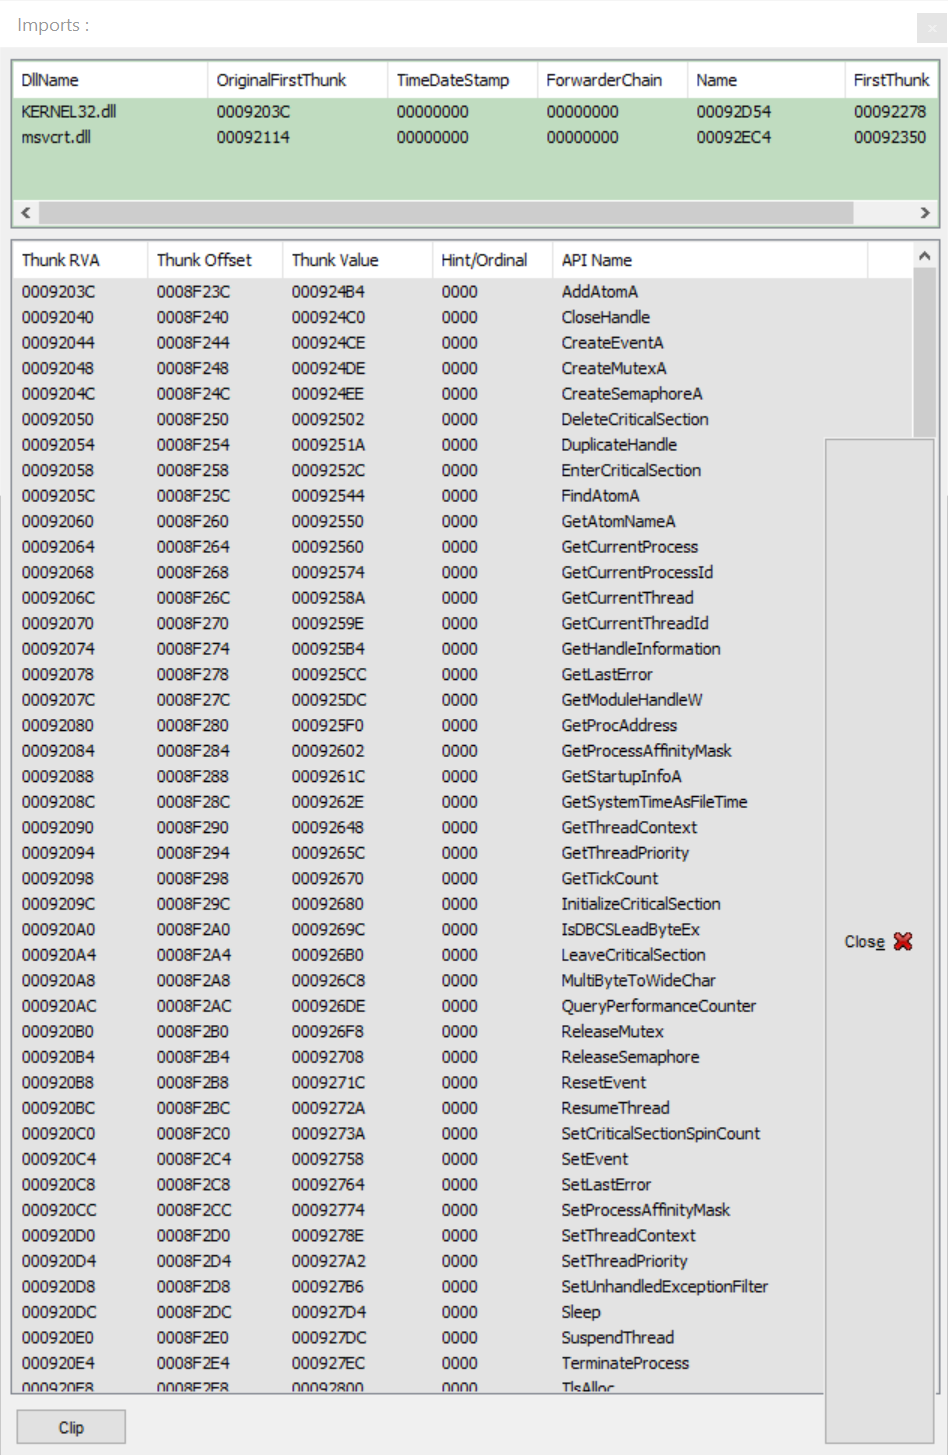 Imports :
DllName OriginalFirstThunk TimeDateStamp ForwarderChain Name FirstThunk
KERNEL32.dll 0009203C 00000000 00000000 00092D54 00092278
msvcrt.dll 00092114 00000000 00000000 00092EC4 00092350
Thunk RVA Thunk Offset Thunk Value Hint/Ordinal API Name
0009203C 0008F23C 000924B4 0000 AddAtomA
00092040 0008F240 000924C0 0000 CloseHandle
00092044 0008F244 000924CE 0000 CreateEventA
00092048 0008F248 000924DE 0000 CreateMutexA
0009204C 0008F24C 000924EE 0000 CreateSemaphoreA
00092050 0008F250 00092502 0000 DeleteCriticalSection
00092054 0008F254 0009251A 0000 DuplicateHandle
00092058 0008F258 0009252C 0000 EnterCriticalSection
0009205C 0008F25C 00092544 0000 FindAtomA
00092060 0008F260 00092550 0000 GetAtomNameA
00092064 0008F264 00092560 0000 GetCurrentProcess
00092068 0008F268 00092574 0000 GetCurrentProcessId
0009206C 0008F26C 0009258A 0000 GetCurrentThread
00092070 0008F270 0009259E 0000 GetCurrentThreadId
00092074 0008F274 000925B4 0000 GetHandleInformation
00092078 0008F278 000925CC 0000 GetLastError
0009207C 0008F27C 000925DC 0000 GetModuleHandleW
00092080 0008F280 000925F0 0000 GetProcAddress
00092084 0008F284 00092602 0000 GetProcessAffinityMask
00092088 0008F288 0009261C 0000 GetStartupInfoA
0009208C 0008F28C 0009262E 0000 GetSystemTimeAsFileTime
00092090 0008F290 00092648 0000 GetThreadContext
00092094 0008F294 0009265C 0000 GetThreadPriority
00092098 0008F298 00092670 0000 GetTickCount
0009209C 0008F29C 00092680 0000 InitializeCriticalSection
000920A0 0008F2A0 0009269C 0000 IsDBCSLeadByteEx
000920A4 0008F2A4 000926B0 0000 LeaveCriticalSection
000920A8 0008F2A8 000926C8 0000 MultiByteToWideChar
000920AC 0008F2AC 000926DE 0000 QueryPerformanceCounter
000920B0 0008F2B0 000926F8 0000 ReleaseMutex
000920B4 0008F2B4 00092708 0000 ReleaseSemaphore
000920B8 0008F2B8 0009271C 0000 ResetEvent
000920BC 0008F2BC 0009272A 0000 ResumeThread
000920C0 0008F2C0 0009273A 0000 SetCriticalSectionSpinCount
000920C4 0008F2C4 00092758 0000 SetEvent
000920C8 0008F2C8 00092764 0000 SetLastError
000920CC 0008F2CC 00092774 0000 SetProcessAffinityMask
000920D0 0008F2D0 0009278E 0000 SetThreadContext
000920D4 0008F2D4 000927A2 0000 SetThreadPriority
000920D8 0008F2D8 000927B6 0000 SetUnhandledExceptionFilter
000920DC 0008F2DC 000927D4 0000 Sleep
000920E0 0008F2E0 000927DC 0000 SuspendThread
000920E4 0008F2E4 000927EC 0000 TerminateProcess
000920E8 0008F2E8 00092800 0000 TlsAlloc
Close
Clip